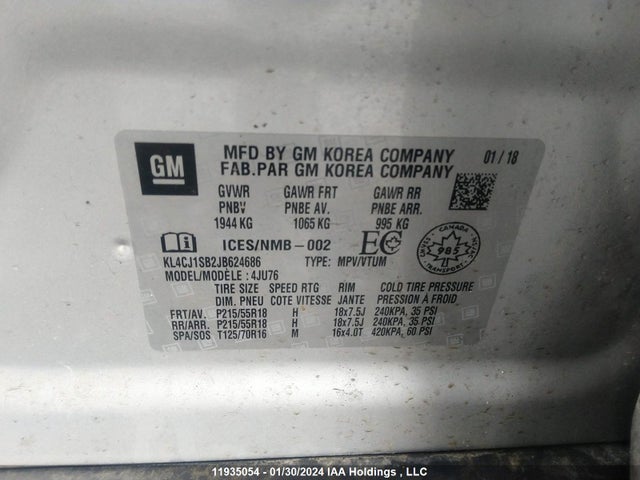 GM
MFD BY GM KOREA COMPANY 01 / 18
FAB.PAR GM KOREA COMPANY
GVWR GAWR FRT GAWR RR
PNBV PNBE AV. PNBE ARR.
1944 KG 1065 KG 995 KG
ICES/NMB-002 EC
CANADA
985
KL4CJ1SB2JB624686 TYPE: MPV/VTUM
MODEL/MODÈLE: 4JU76
TIRE SIZE SPEED RTG RIM COLD TIRE PRESSURE
DIM. PNEU COTE VITESSE JANTE PRESSION À FROID
FRT/AV. P215/55R18 H 18x7.5J 240KPA, 35 PSI
RR/ARR. P215/55R18 H 18x7.5J 240KPA, 35 PSI
SPA/SOS T125/70R16 M 16x4.0T 420KPA, 60 PSI
11935054 - 01/30/2024 IAA Holdings , LLC